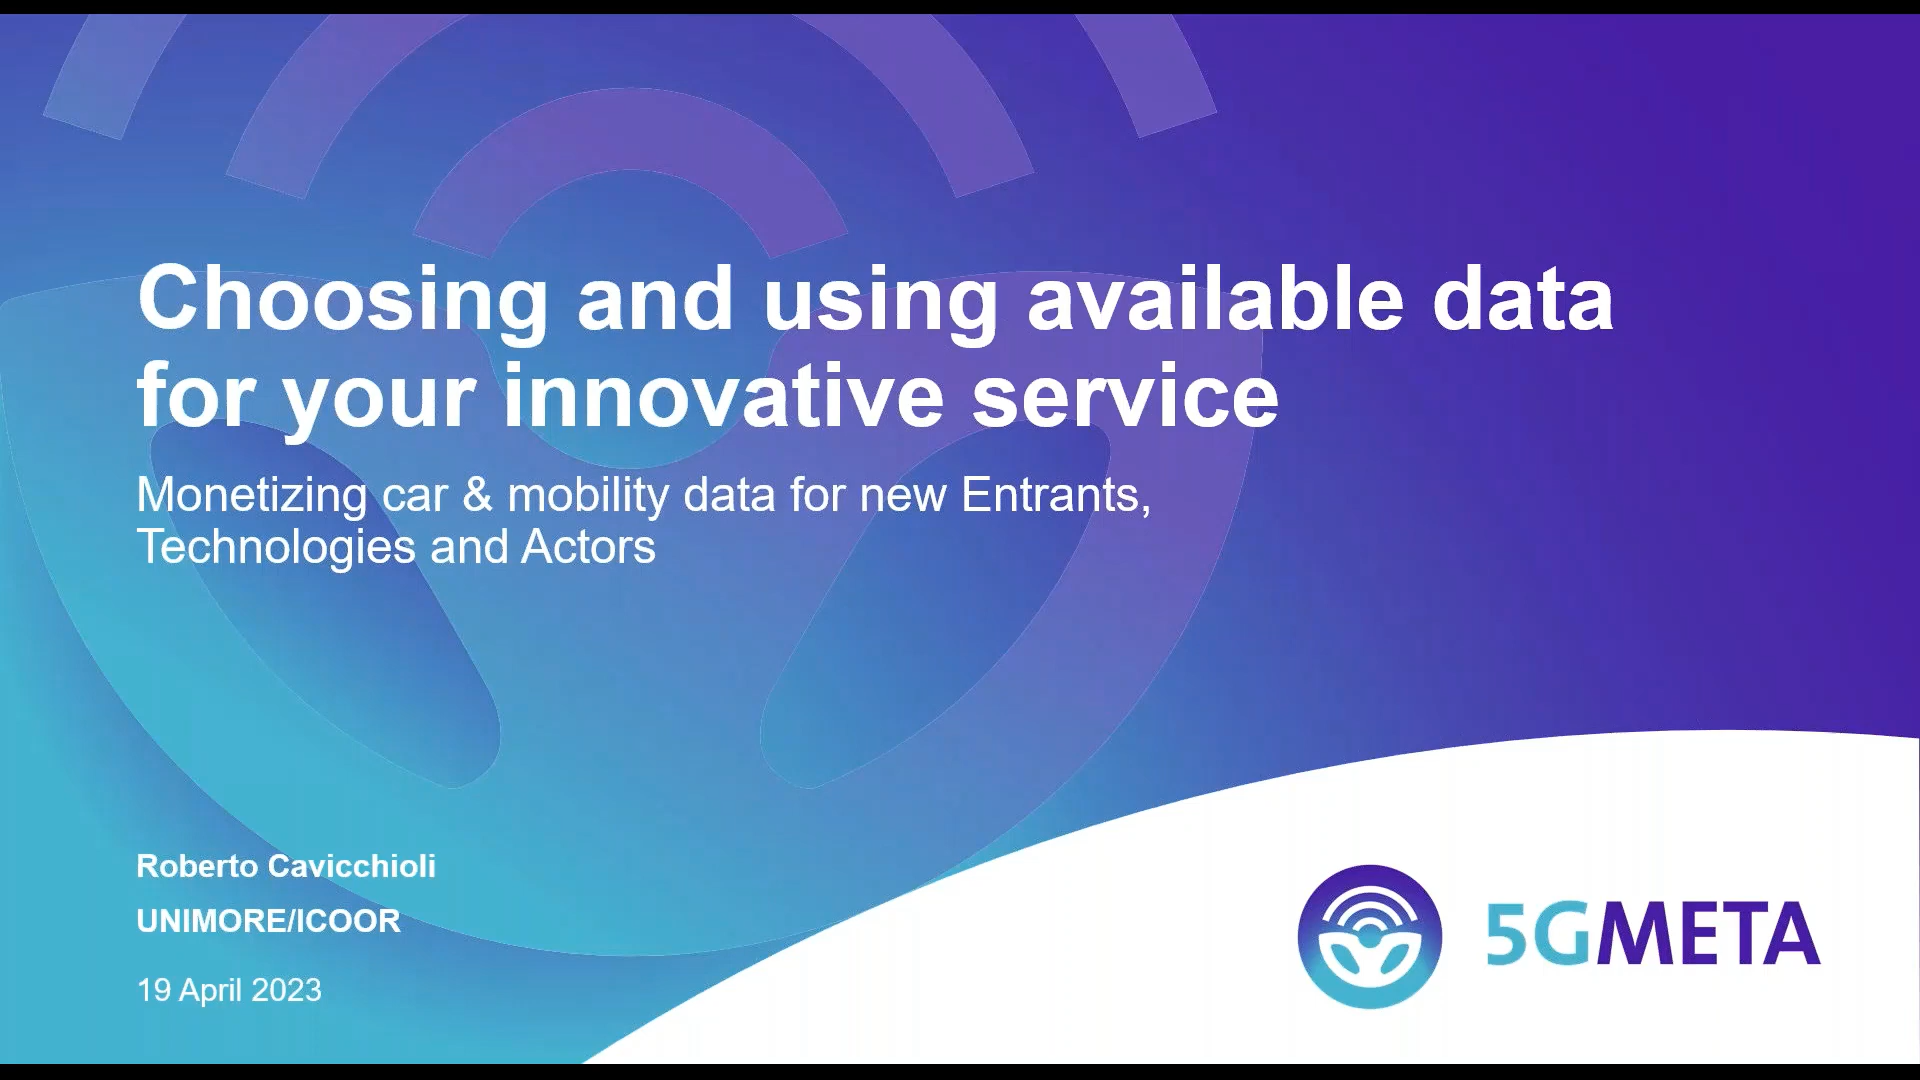 Choosing and using available data
for your innovative service
Monetizing car & mobility data for new Entrants,
Technologies and Actors
Roberto Cavicchioli
UNIMORE/ICOOR
19 April 2023
5GMETA